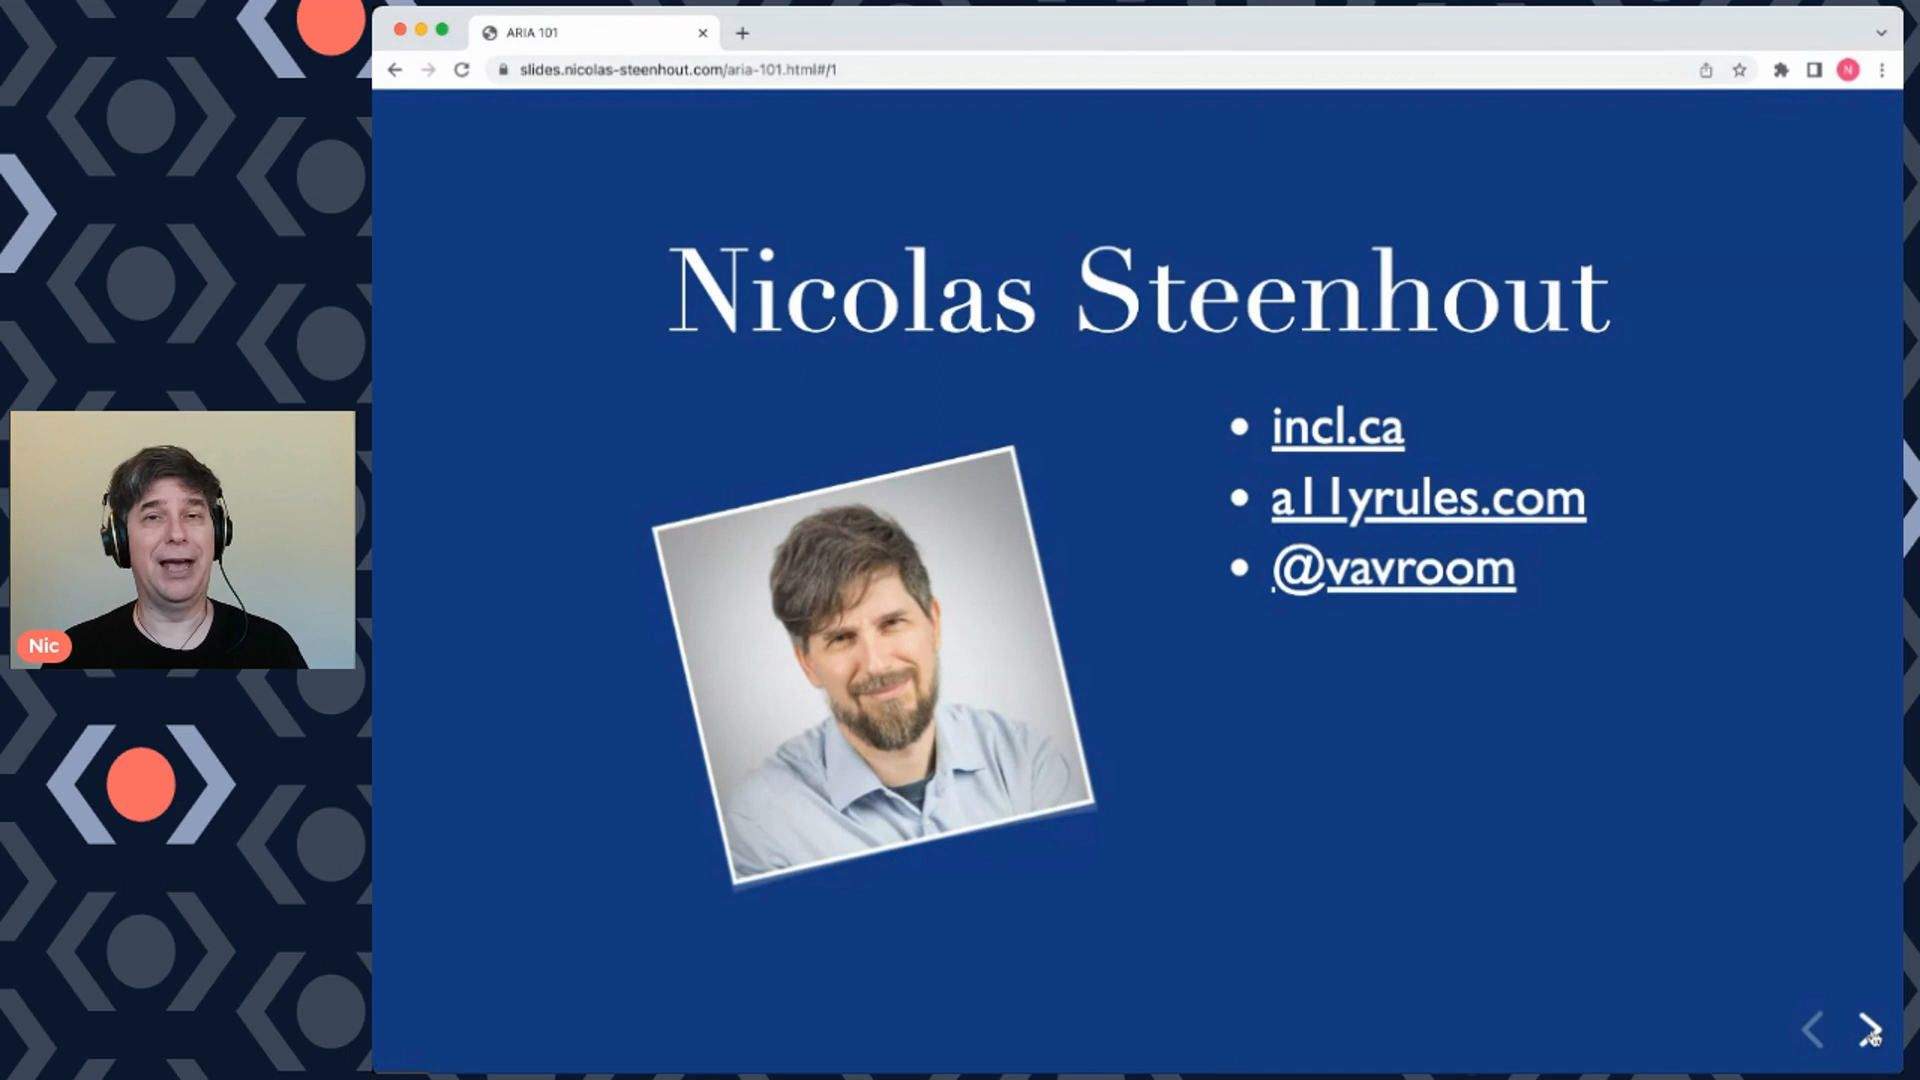 ARIA 101
slides.nicolas-steenhout.com/aria-101.html#/1
N
Nicolas Steenhout
incl.ca
a11yrules.com
@vavroom
Nic